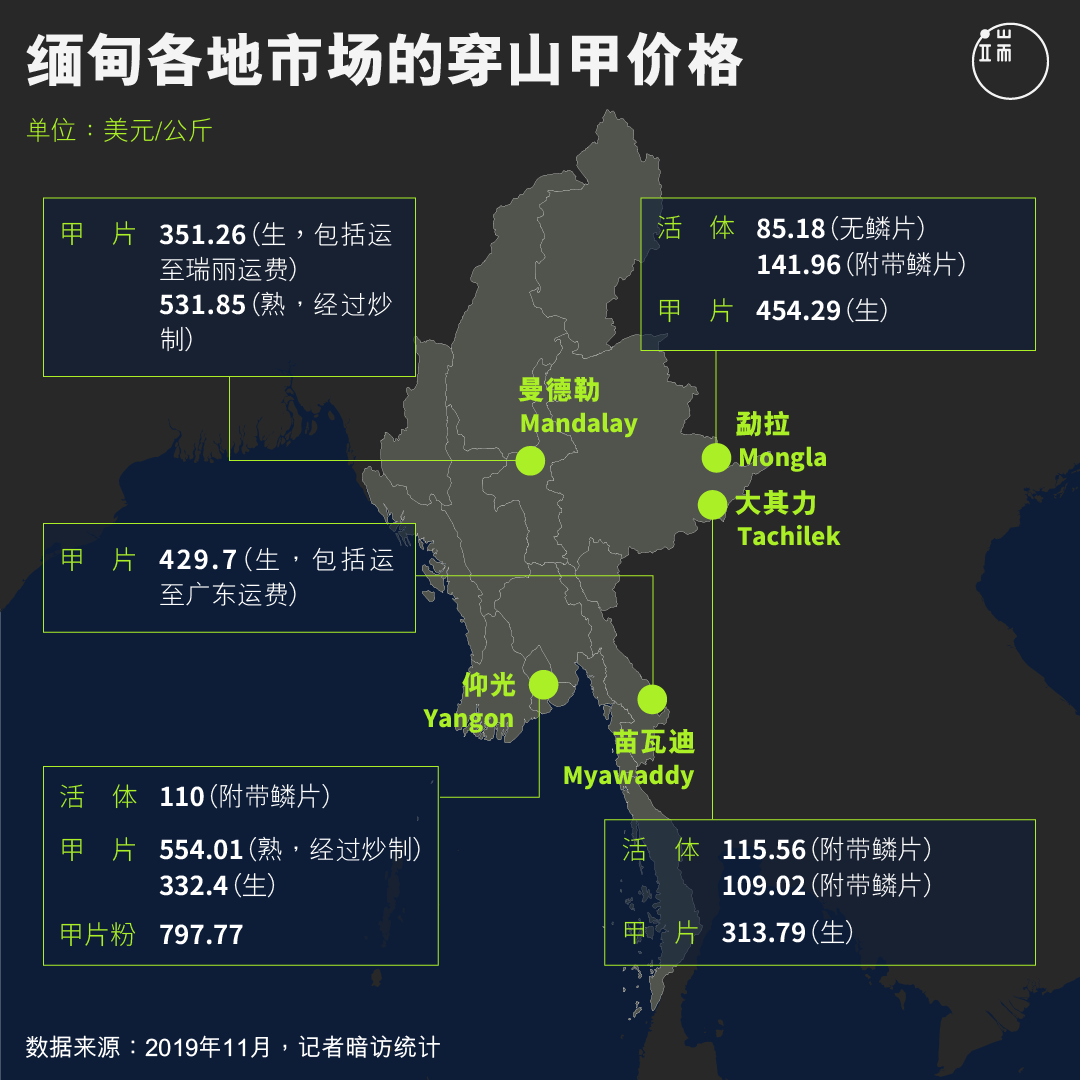 缅甸各地市场的穿山甲价格
端
单位：美元/公斤
甲 片 351.26(生，包括运
至瑞丽运费)
531.85(熟，经过炒
制)
活 体 85.18(无鳞片)
141.96(附带鳞片)
甲 片 454.29(生)
曼德勒
Mandalay
勐拉
Mongla
大其力
Tachilek
甲 片 429.7(生，包括运
至广东运费)
仰光
Yangon
苗瓦迪
Myawaddy
活 体 110(附带鳞片)
甲 片 554.01(熟，经过炒制)
332.4(生)
甲片粉 797.77
活 体 115.56(附带鳞片)
109.02(附带鳞片)
甲 片 313.79(生)
数据来源：2019年11月，记者暗访统计